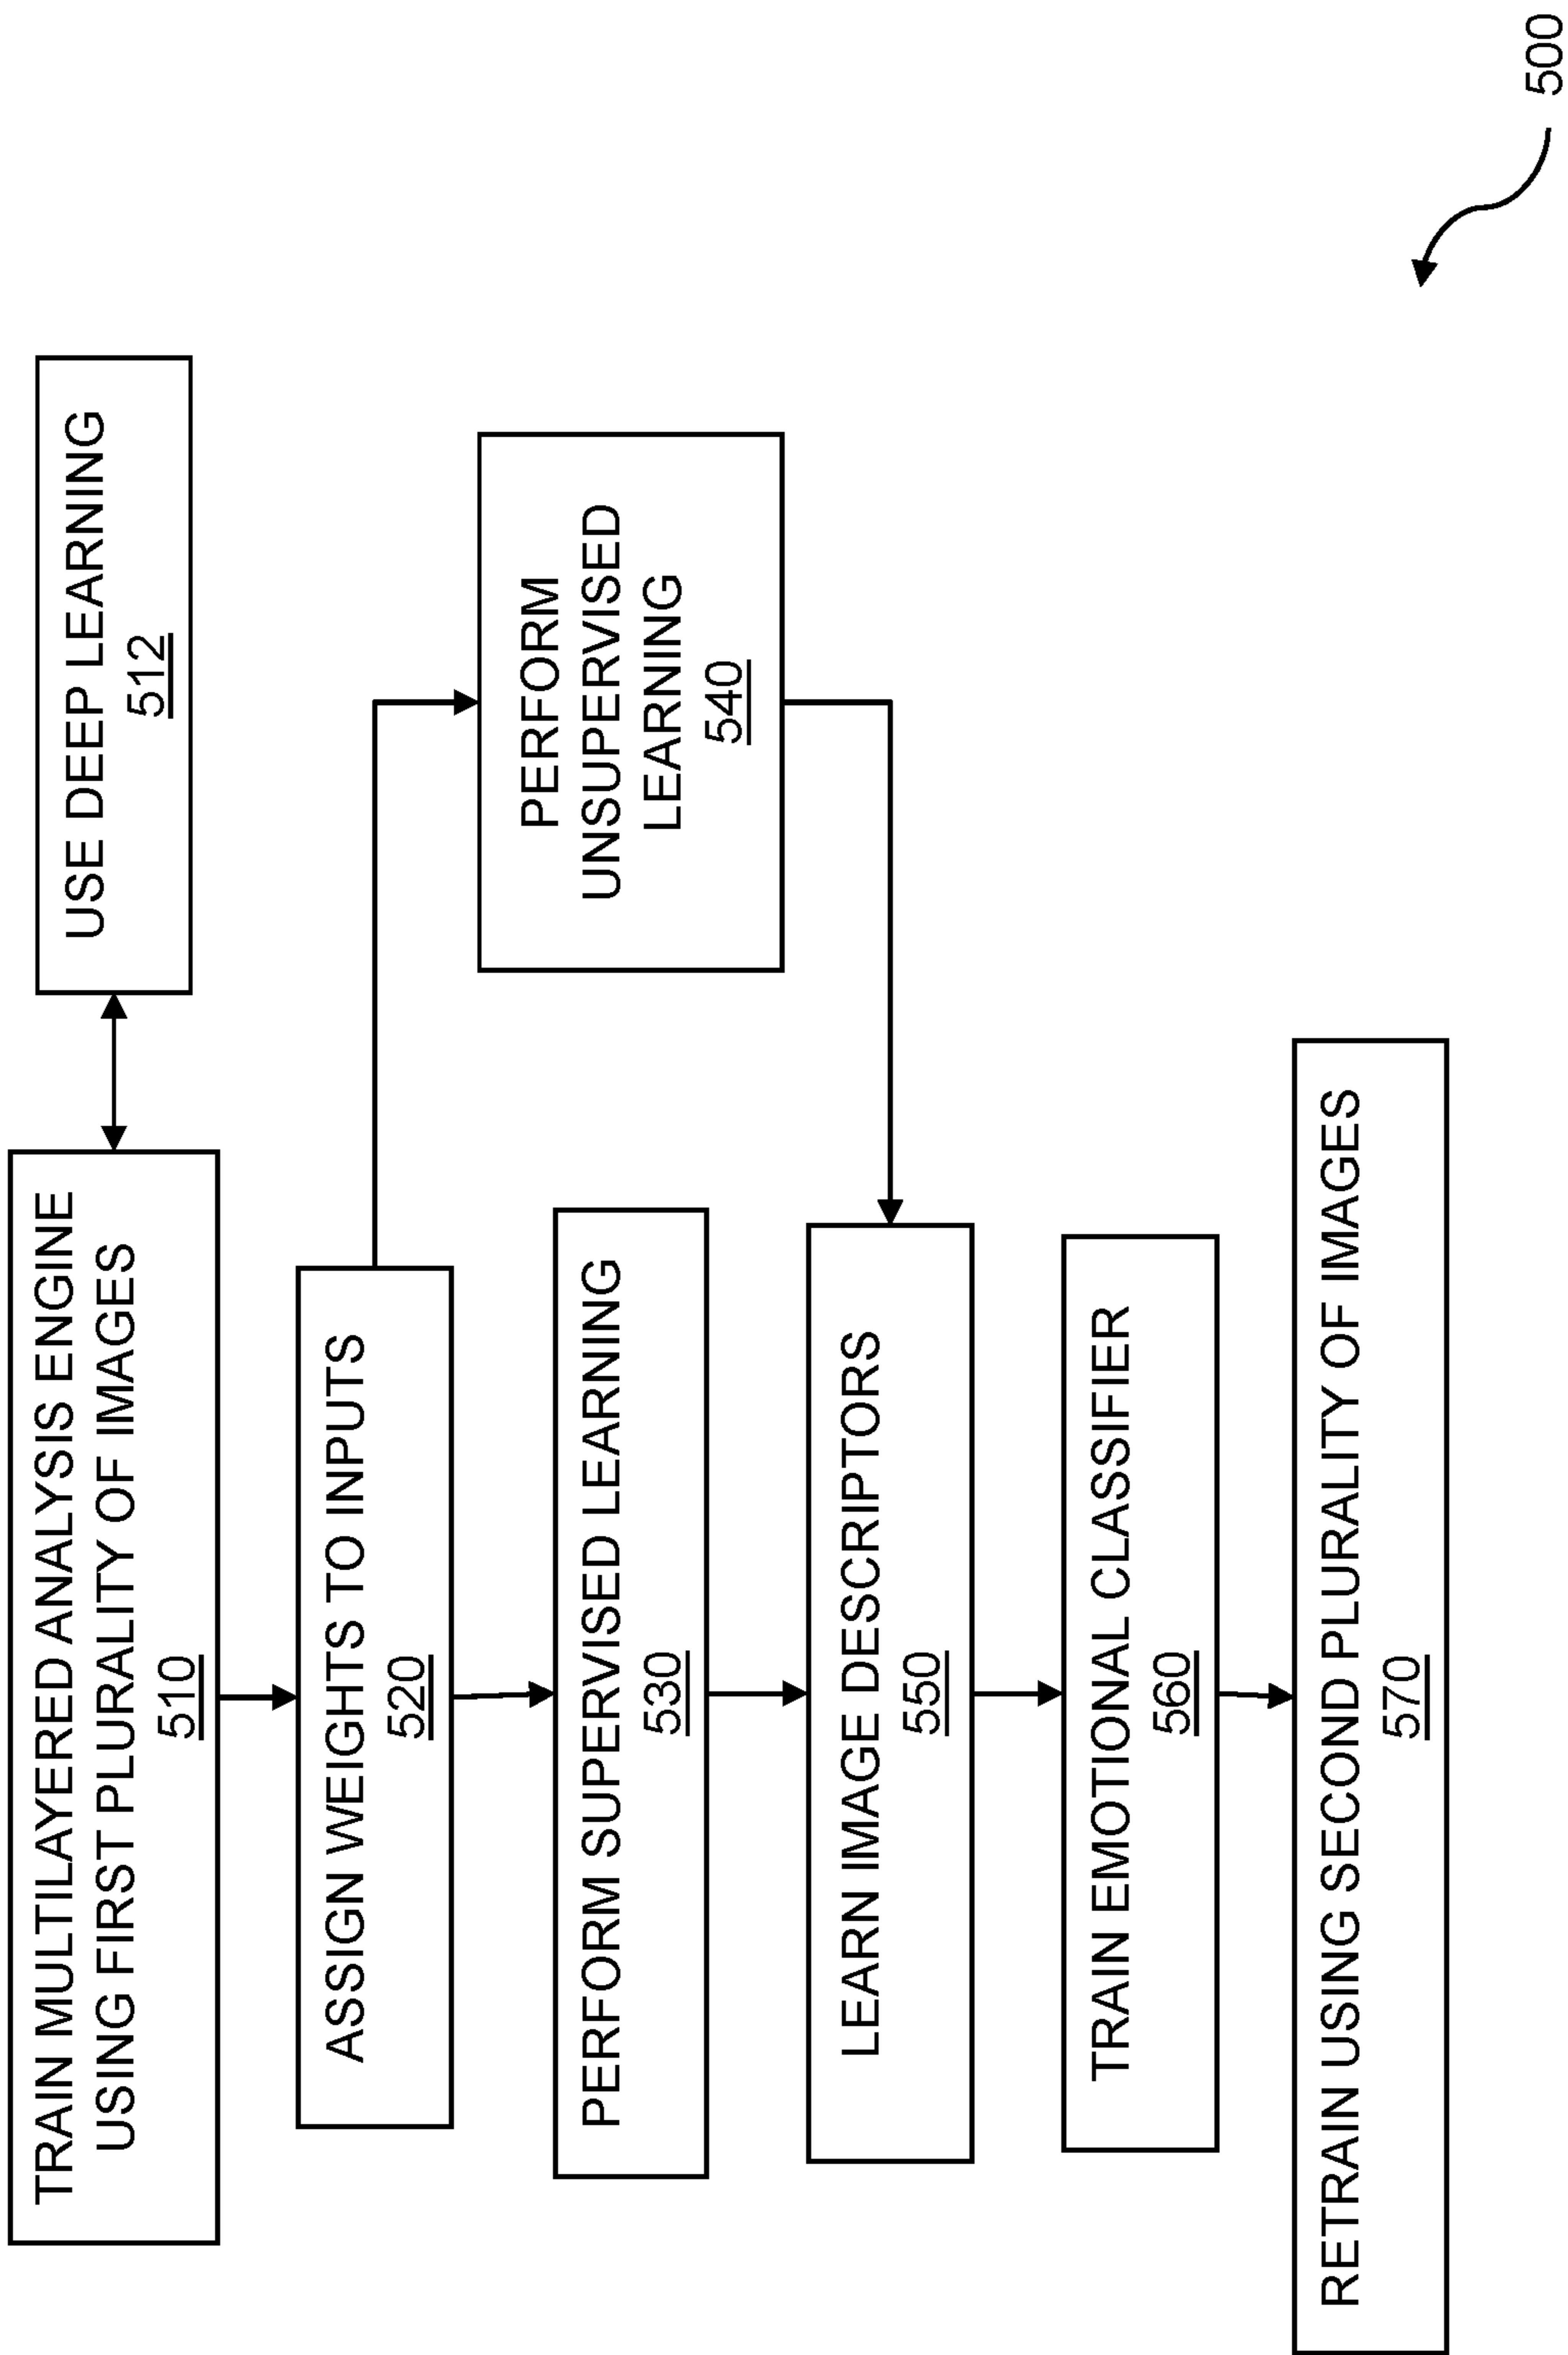 TRAIN MULTILAYERED ANALYSIS ENGINE
USING FIRST PLURALITY OF IMAGES
510
USE DEEP LEARNING
512
ASSIGN WEIGHTS TO INPUTS
520
PERFORM SUPERVISED LEARNING
530
PERFORM
UNSUPERVISED
LEARNING
540
LEARN IMAGE DESCRIPTORS
550
TRAIN EMOTIONAL CLASSIFIER
560
RETRAIN USING SECOND PLURALITY OF IMAGES
570
500